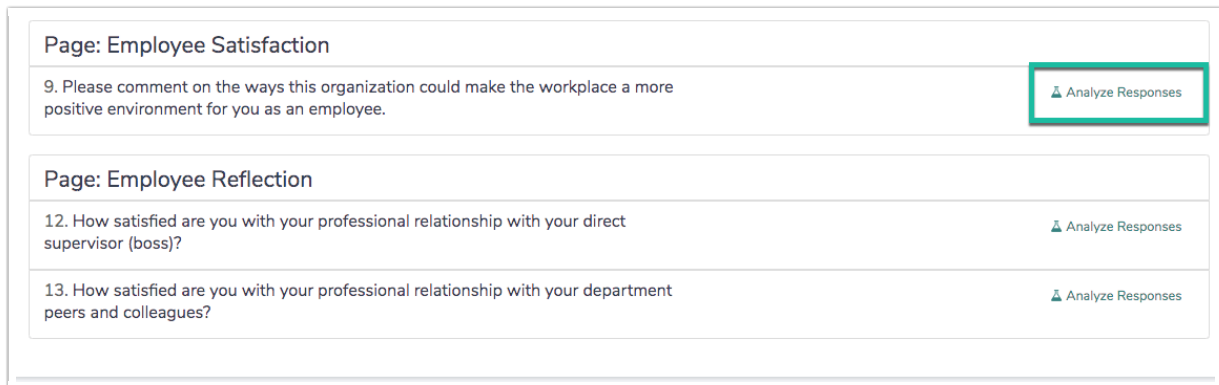 Page: Employee Satisfaction
9. Please comment on the ways this organization could make the workplace a more
positive environment for you as an employee.
Analyze Responses
Page: Employee Reflection
12. How satisfied are you with your professional relationship with your direct
supervisor (boss)?
Analyze Responses
13. How satisfied are you with your professional relationship with your department
peers and colleagues?
Analyze Responses